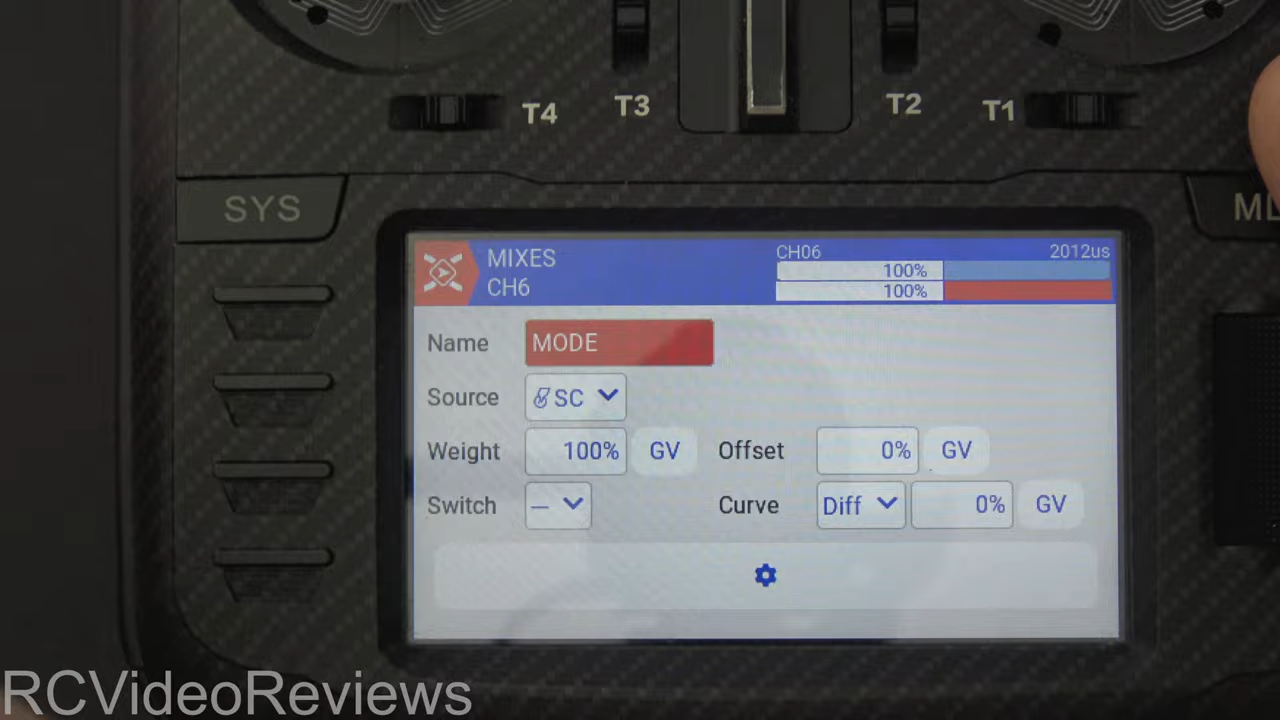 T4
T3
T2
T1
SYS
MIXES
CH6
CH06
2012us
100%
100%
Name
MODE
Source
SC
Weight
100%
GV
Offset
0%
GV
Switch
—
Curve
Diff
0%
GV
RCVideoReviews